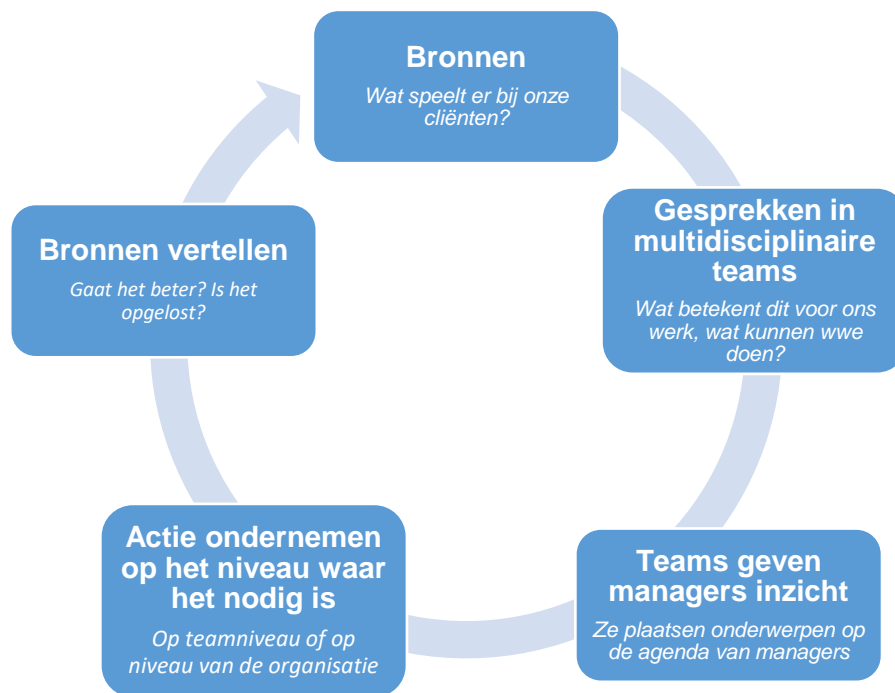 Bronnen
Wat speelt er bij onze
cliënten?
Gesprekken in
multidisciplinaire
teams
Wat betekent dit voor ons
werk, wat kunnen wwe
doen?
Teams geven
managers inzicht
Ze plaatsen onderwerpen op
de agenda van managers
Actie ondernemen
op het niveau waar
het nodig is
Op teamniveau of op
niveau van de organisatie
Bronnen vertellen
Gaat het beter? Is het
opgelost?